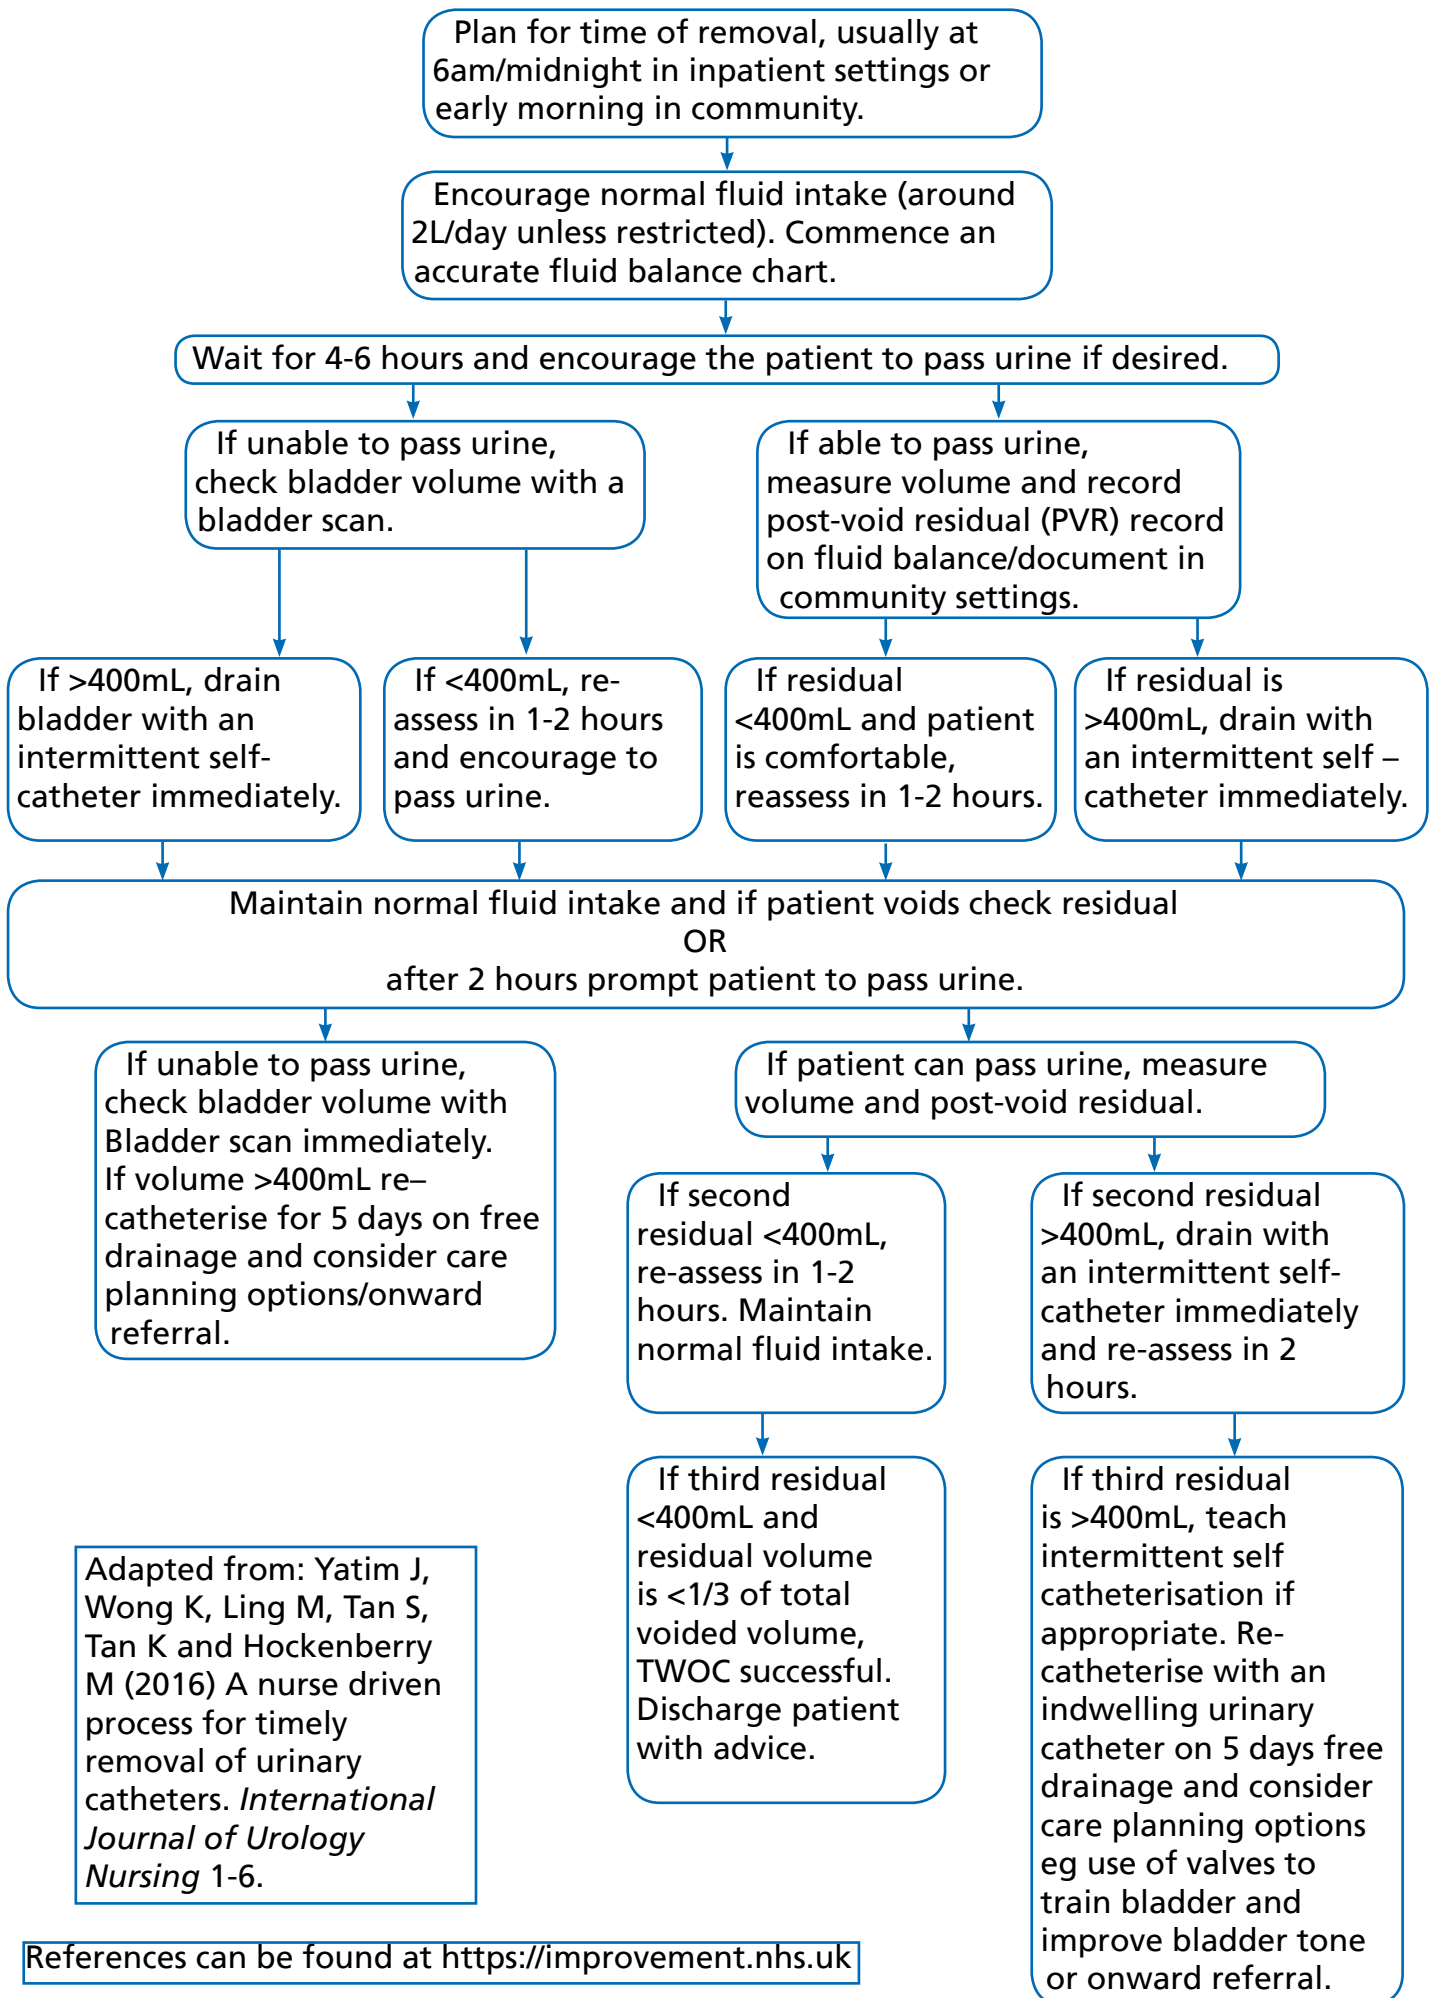 Plan for time of removal, usually at
6am/midnight in inpatient settings or
early morning in community.
Encourage normal fluid intake (around
2L/day unless restricted). Commence an
accurate fluid balance chart.
Wait for 4-6 hours and encourage the patient to pass urine if desired.
If unable to pass urine,
check bladder volume with a
bladder scan.
If able to pass urine,
measure volume and record
post-void residual (PVR) record
on fluid balance/document in
community settings.
If >400mL, drain
bladder with an
intermittent self-
catheter immediately.
If <400mL, re-
assess in 1-2 hours
and encourage to
pass urine.
If residual
<400mL and patient
is comfortable,
reassess in 1-2 hours.
If residual is
>400mL, drain with
an intermittent self –
catheter immediately.
Maintain normal fluid intake and if patient voids check residual
OR
after 2 hours prompt patient to pass urine.
If unable to pass urine,
check bladder volume with
Bladder scan immediately.
If volume >400mL re–
catheterise for 5 days on free
drainage and consider care
planning options/onward
referral.
If patient can pass urine, measure
volume and post-void residual.
If second
residual <400mL,
re-assess in 1-2
hours. Maintain
normal fluid intake.
If second residual
>400mL, drain with
an intermittent self-
catheter immediately
and re-assess in 2
hours.
If third residual
<400mL and
residual volume
is <1/3 of total
voided volume,
TWOC successful.
Discharge patient
with advice.
If third residual
is >400mL, teach
intermittent self
catheterisation if
appropriate. Re-
catheterise with an
indwelling urinary
catheter on 5 days free
drainage and consider
care planning options
eg use of valves to
train bladder and
improve bladder tone
or onward referral.
Adapted from: Yatim J,
Wong K, Ling M, Tan S,
Tan K and Hockenberry
M (2016) A nurse driven
process for timely
removal of urinary
catheters. International
Journal of Urology
Nursing 1-6.
References can be found at https://improvement.nhs.uk